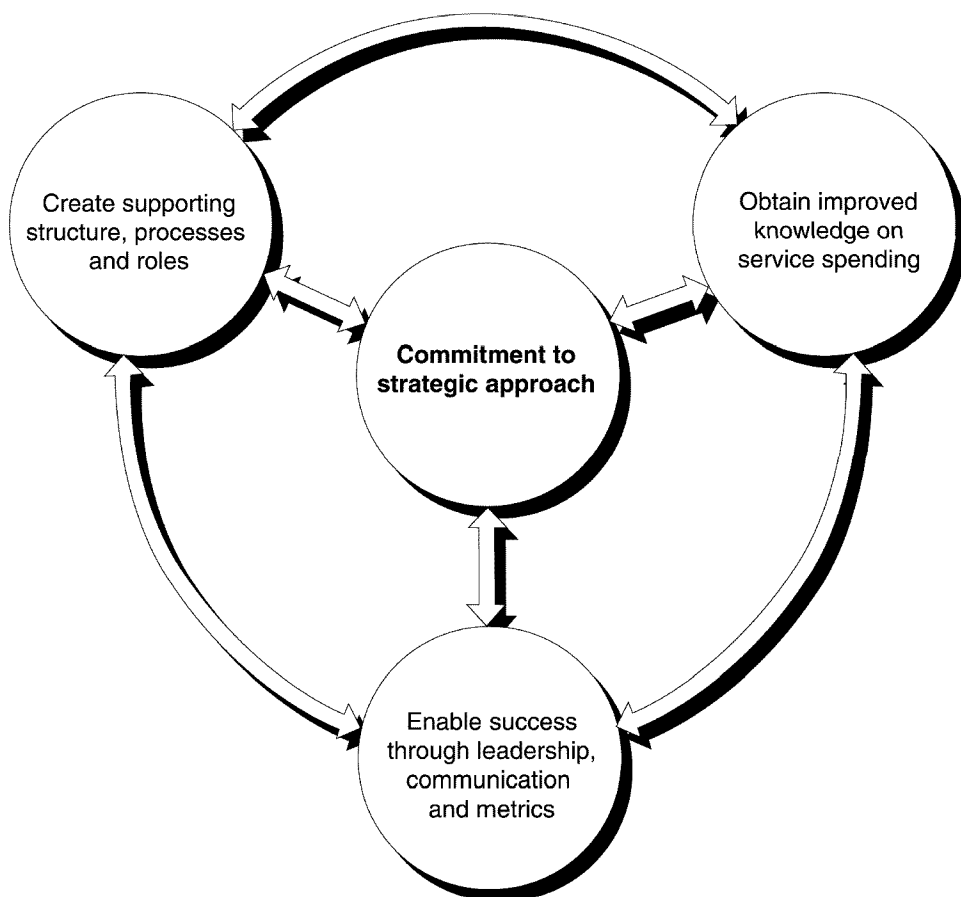 Create supporting
structure, processes
and roles
Obtain improved
knowledge on
service spending
Commitment to
strategic approach
Enable success
through leadership,
communication
and metrics